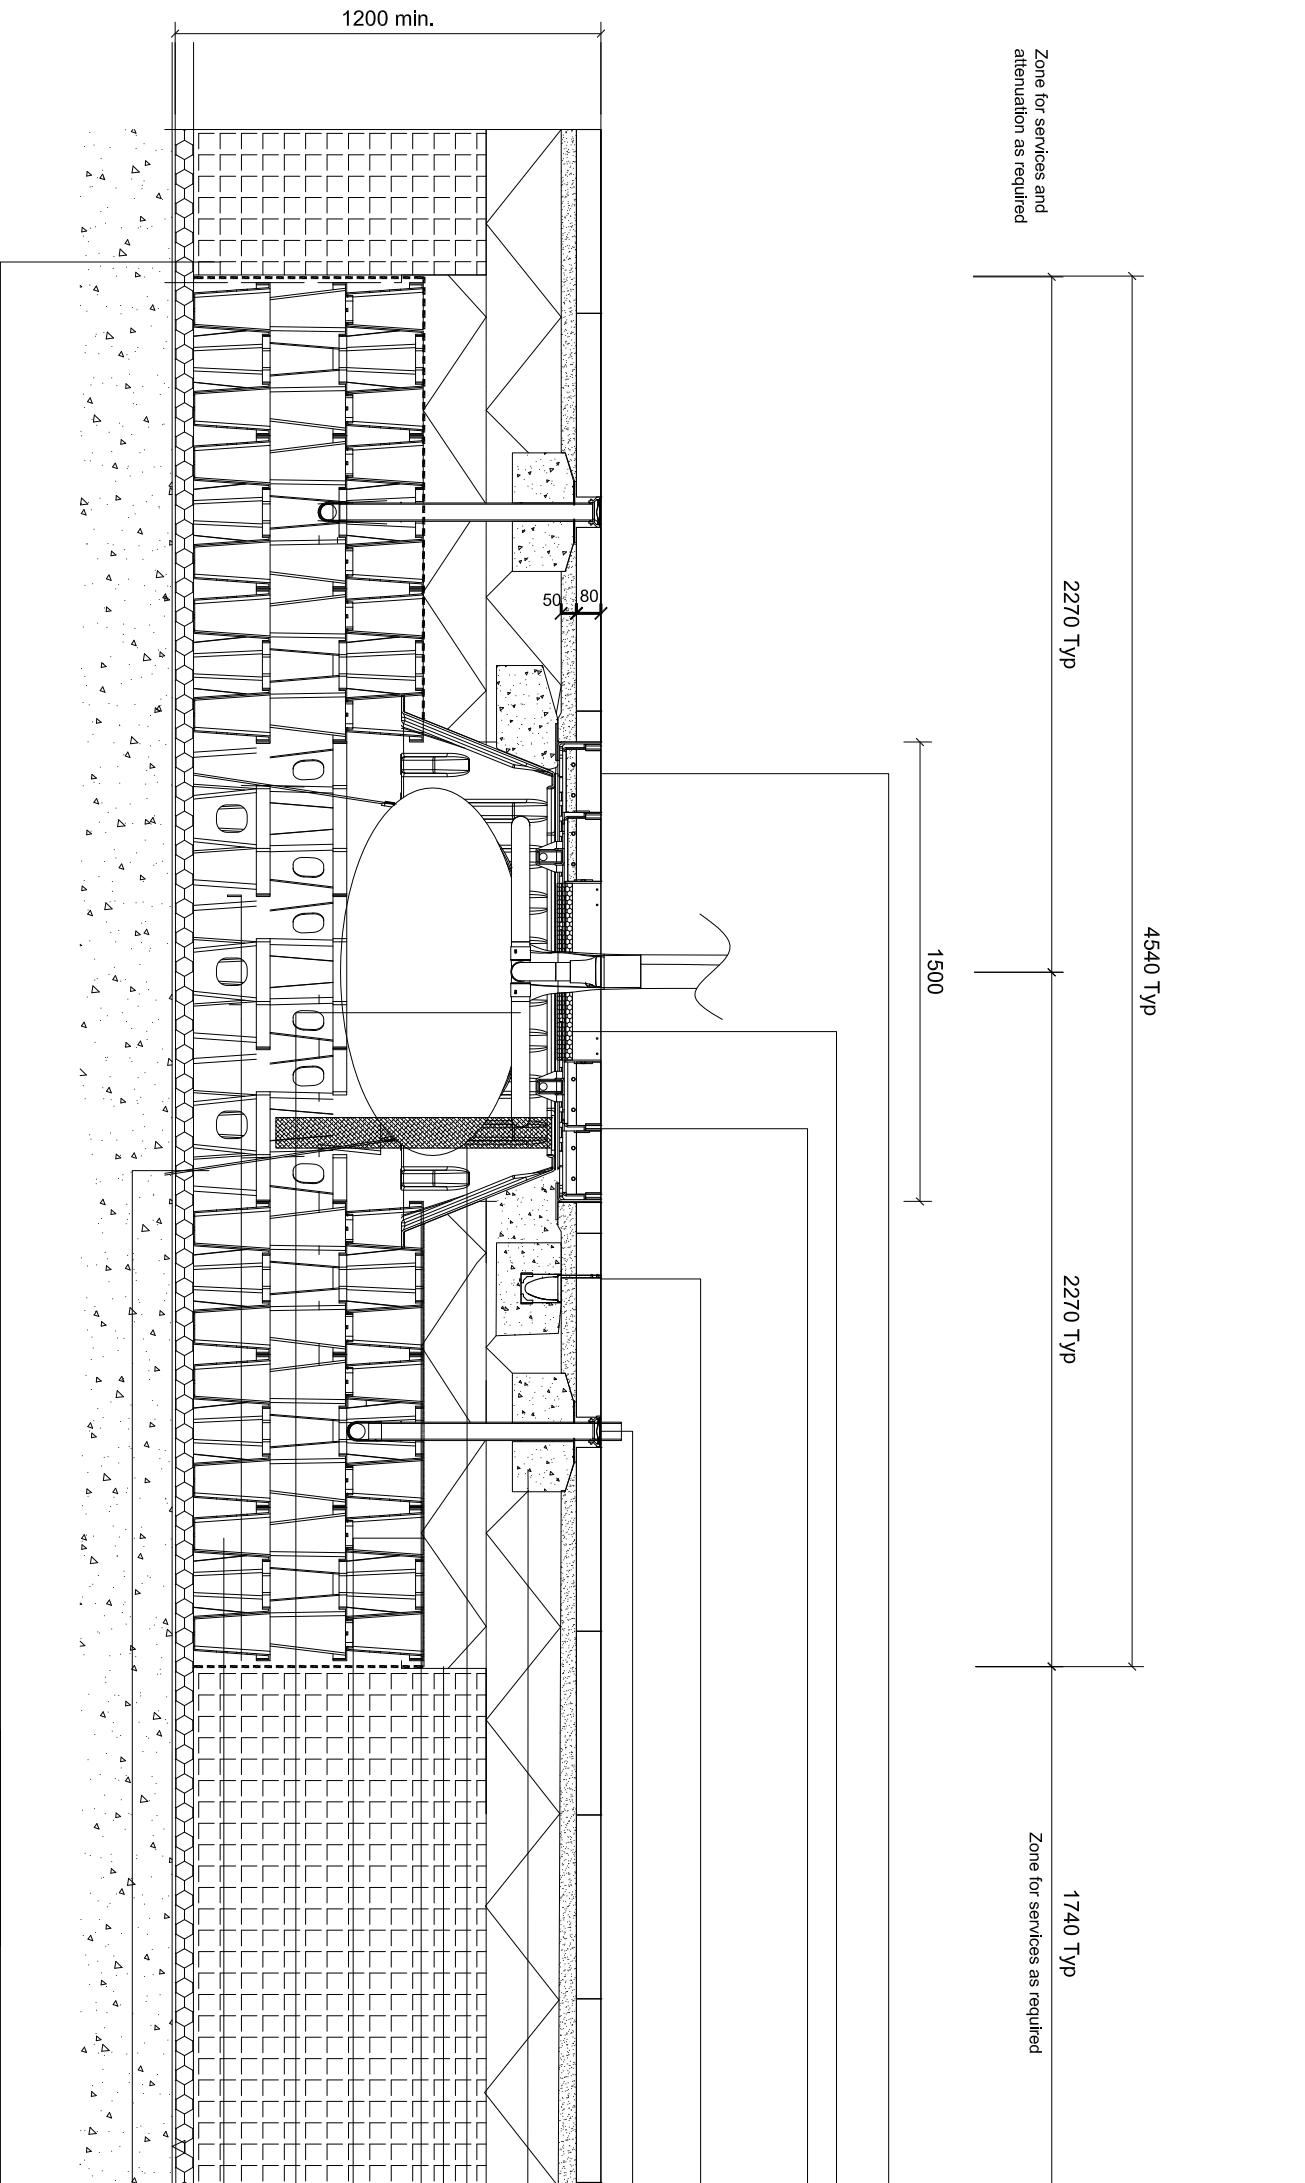 1200 min.
Zone for services and
attenuation as required
50
80
2270 Typ
4540 Typ
1500
2270 Typ
1740 Typ
Zone for services as required